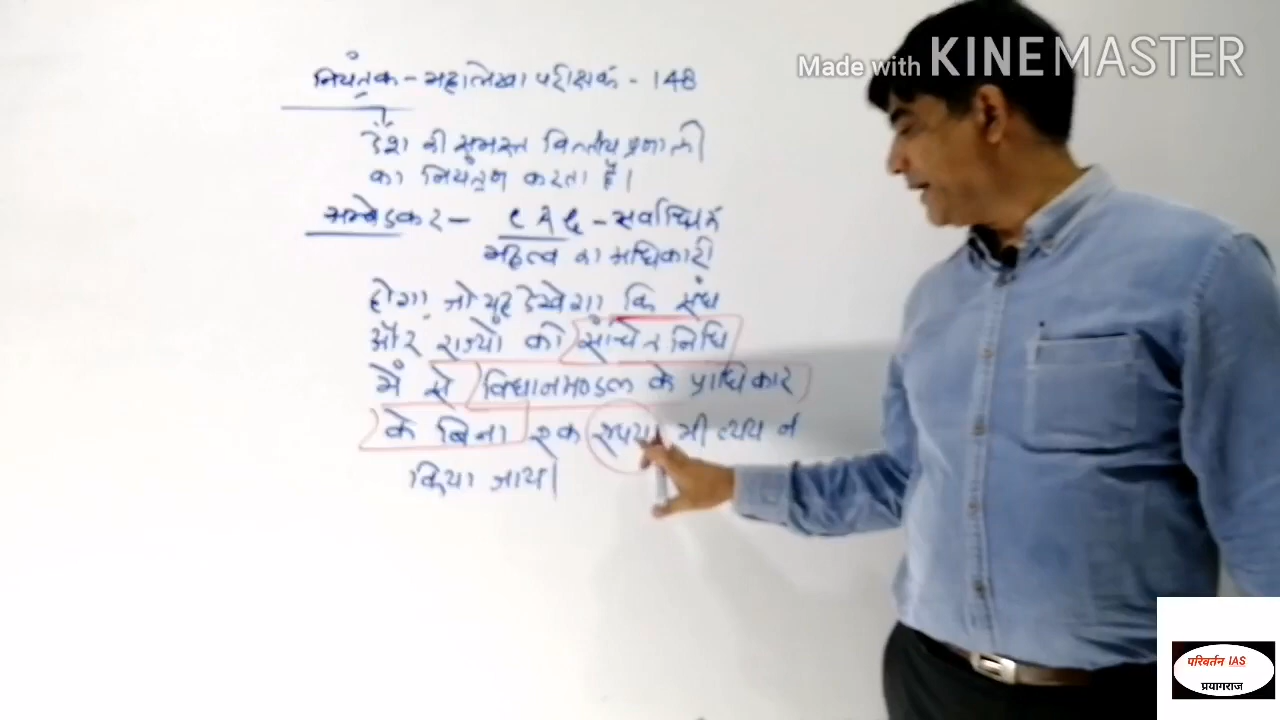 Made with KINEMASTER
नियंत्रक-महालेखा परीक्षक - 148
देश की समस्त वित्तीय प्रणाली
का नियंत्रण करता है।
अम्बेडकर - CAG - सर्वाधिक
महत्व का अधिकारी
होगा, जो यह देखेगा, कि संघ
और राज्यों की संचित निधि
में से विधानमण्डल के प्राधिकार
के बिना एक रुपया भी व्यय न
किया जाय।
परिवर्तन IAS
प्रयागराज